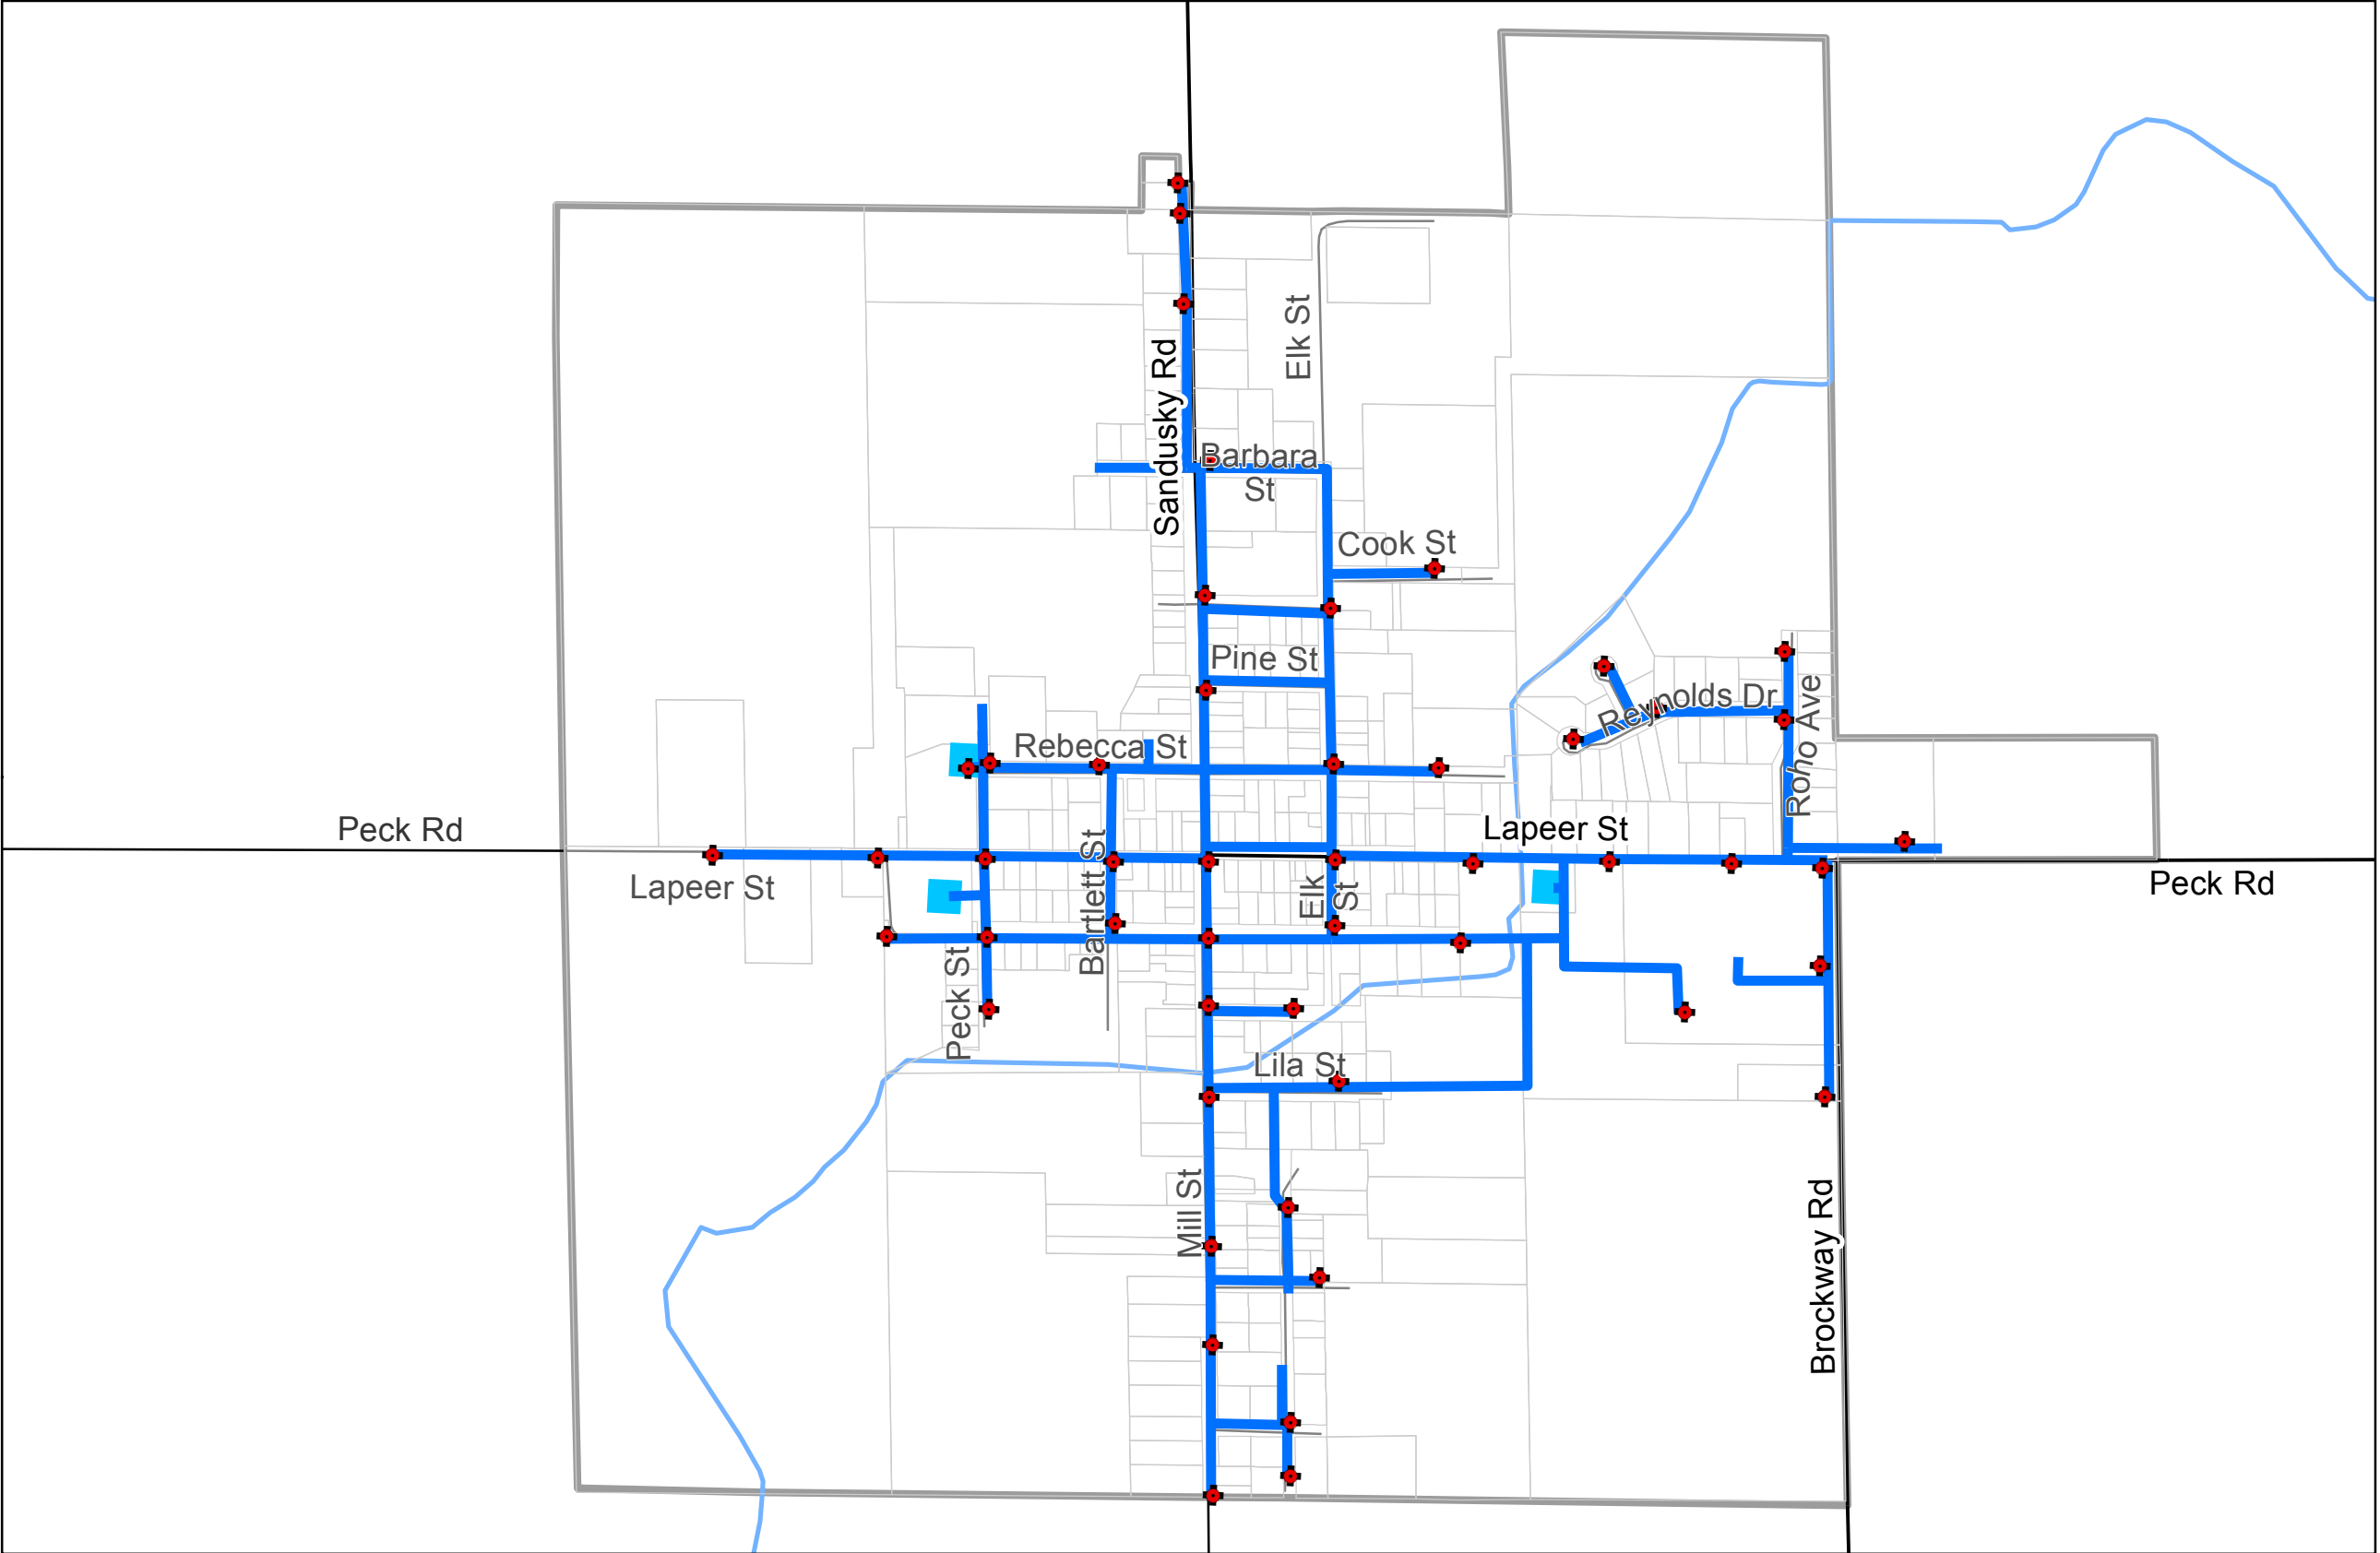 Elk St
Sandusky Rd
Barbara
St
Cook St
Pine St
Reynolds Dr
Roho Ave
Rebecca St
Peck Rd
Lapeer St
Lapeer St
Bartlett St
Elk
St
Peck Rd
Peck St
Lila St
Mill St
Brockway Rd